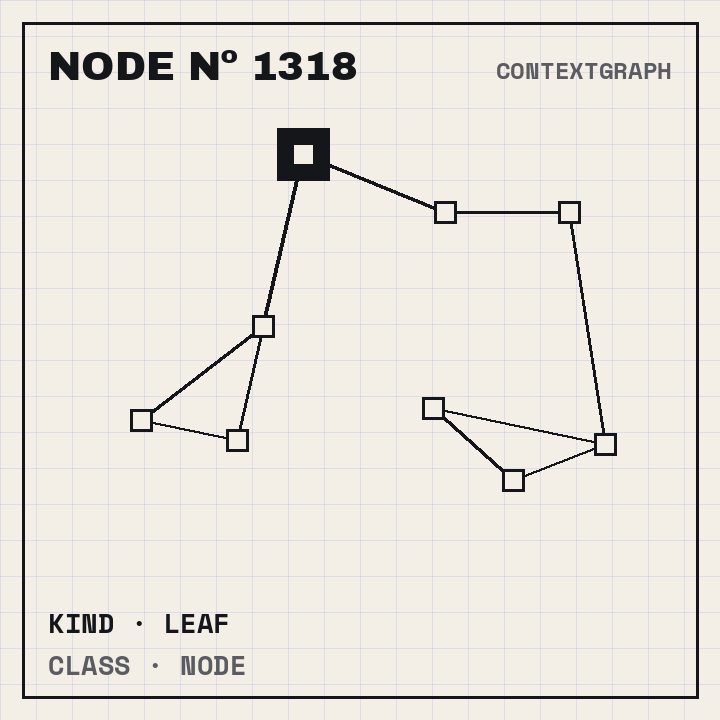 NODE Nº 1318
CONTEXTGRAPH
KIND · LEAF
CLASS · NODE